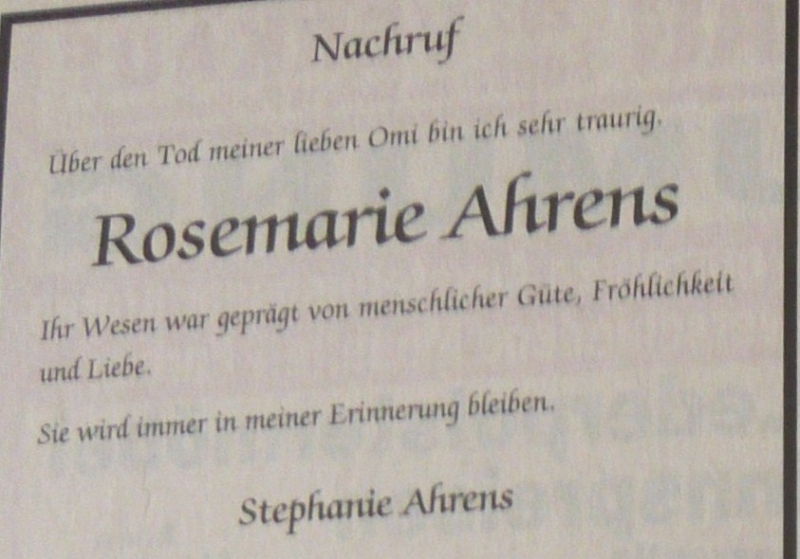 Nachruf
Über den Tod meiner lieben Omi bin ich sehr traurig.
Rosemarie Ahrens
Ihr Wesen war geprägt von menschlicher Güte, Fröhlichkeit
und Liebe.
Sie wird immer in meiner Erinnerung bleiben.
Stephanie Ahrens